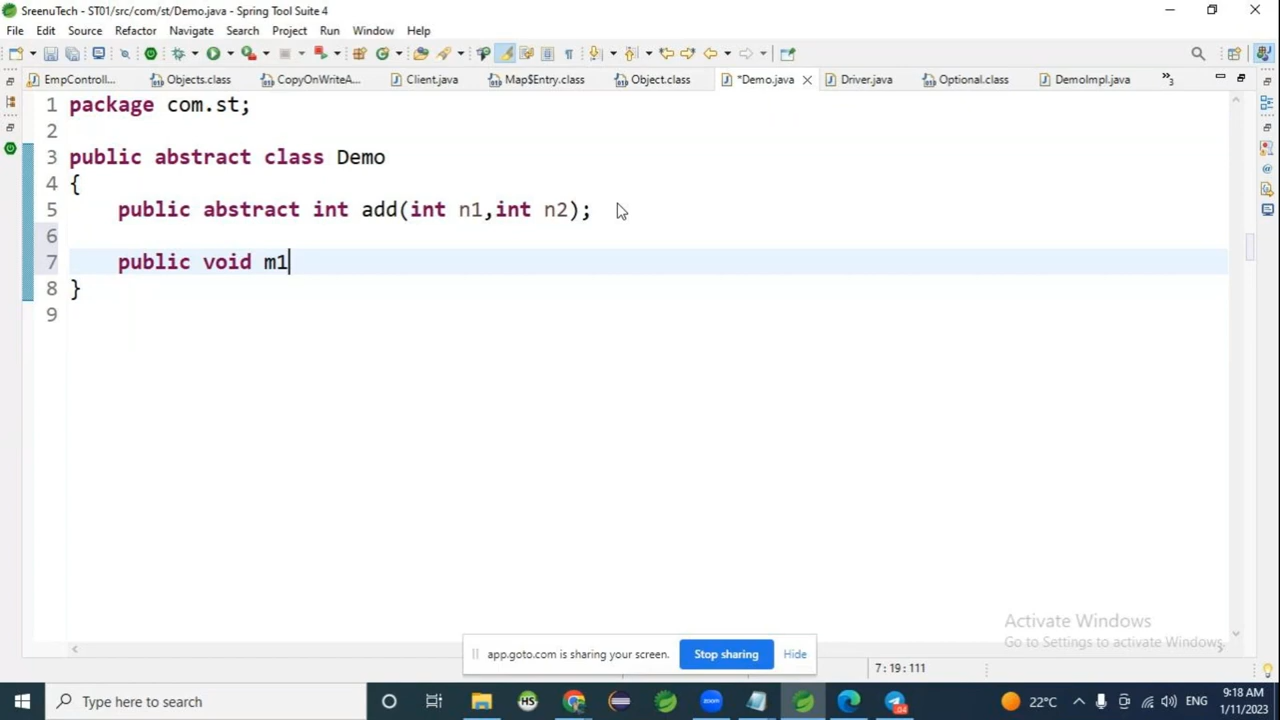 SreenuTech - ST01/src/com/st/Demo.java - Spring Tool Suite 4
File Edit Source Refactor Navigate Search Project Run Window Help
EmpControll... Objects.class CopyOnWriteA... Client.java Map$Entry.class Object.class *Demo.java Driver.java Optional.class DemoImpl.java »3
1 package com.st;
2
3 public abstract class Demo
4 {
5 public abstract int add(int n1,int n2);
6
7 public void m1
8 }
9
Activate Windows
Go to Settings to activate Windows.
app.goto.com is sharing your screen. Stop sharing Hide
7 : 19 : 111
Type here to search
HS
zoom
04
22°C ENG 9:18 AM
1/11/2023